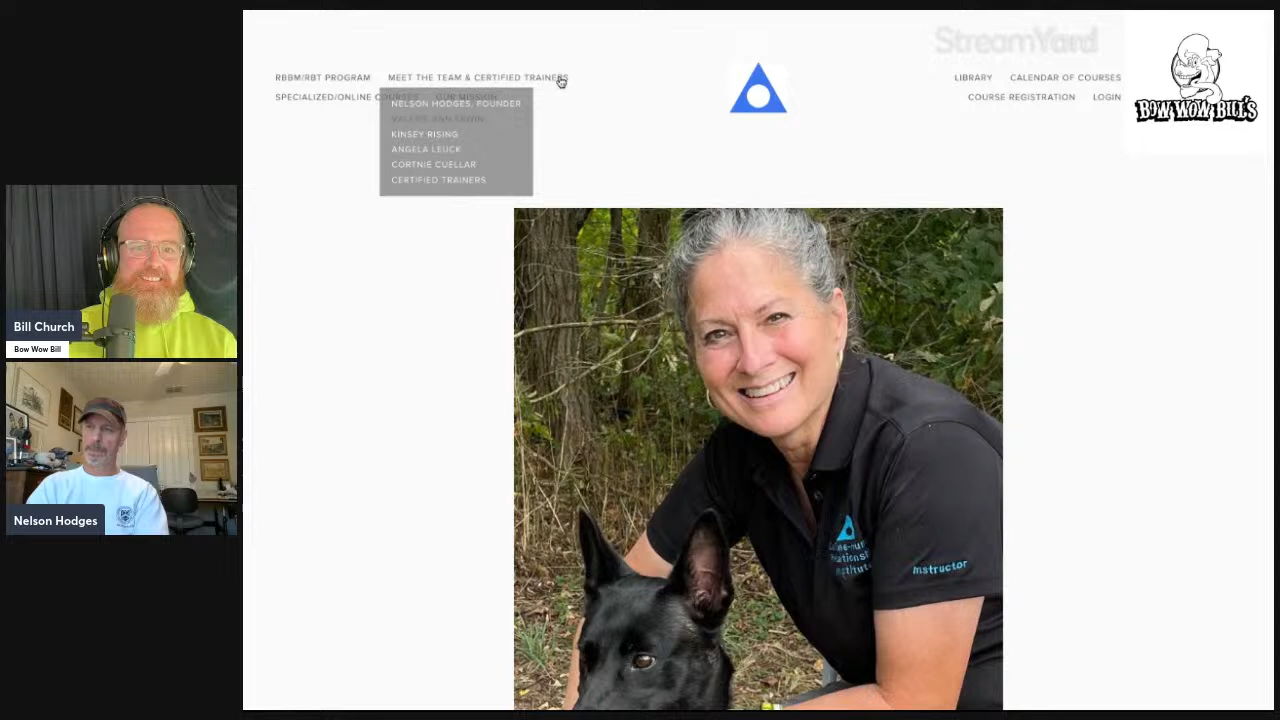 StreamYard
RBBM/RBT PROGRAM
MEET THE TEAM & CERTIFIED TRAINERS
SPECIALIZED/ONLINE COURSES
OUR MISSION
NELSON HODGES, FOUNDER
KINSEY RISING
ANGELA LEUCK
CORTNIE CUELLAR
CERTIFIED TRAINERS
LIBRARY
CALENDAR OF COURSES
COURSE REGISTRATION
LOGIN
BOW WOW BILL'S
Bill Church
Bow Wow Bill
Nelson Hodges
Instructor